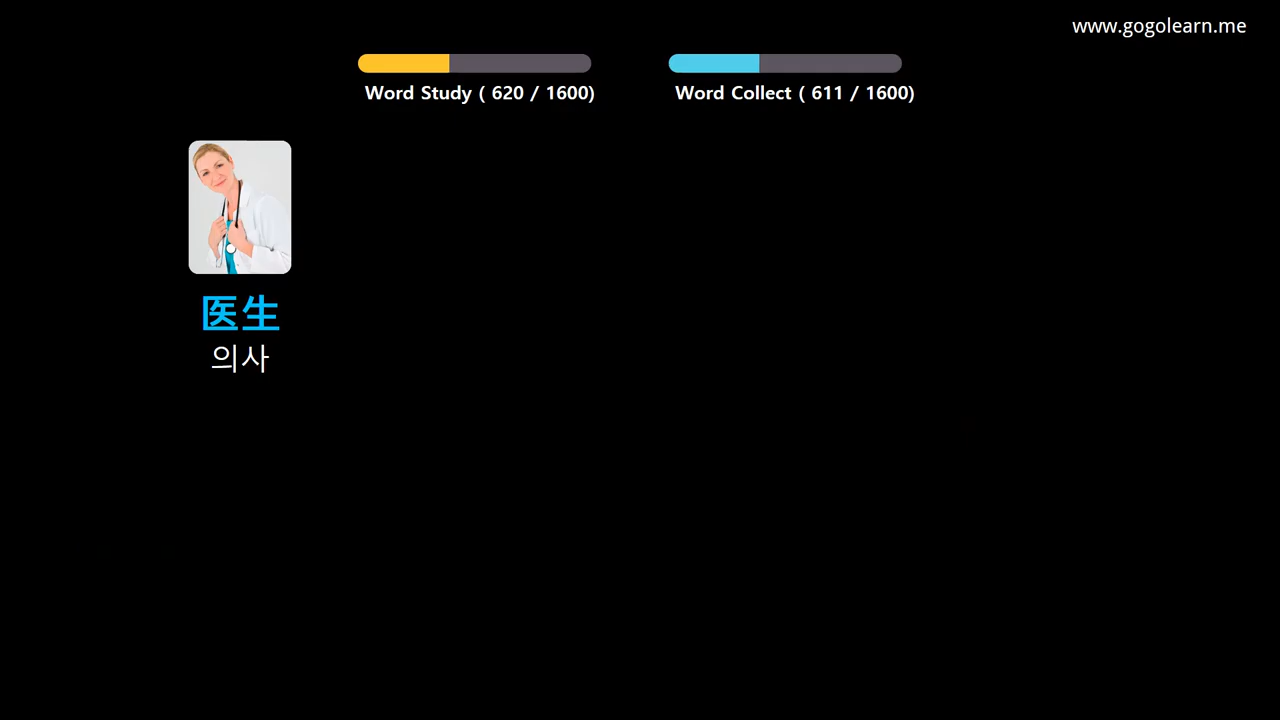 www.gogolearn.me
Word Study ( 620 / 1600)
Word Collect ( 611 / 1600)
医生
의사